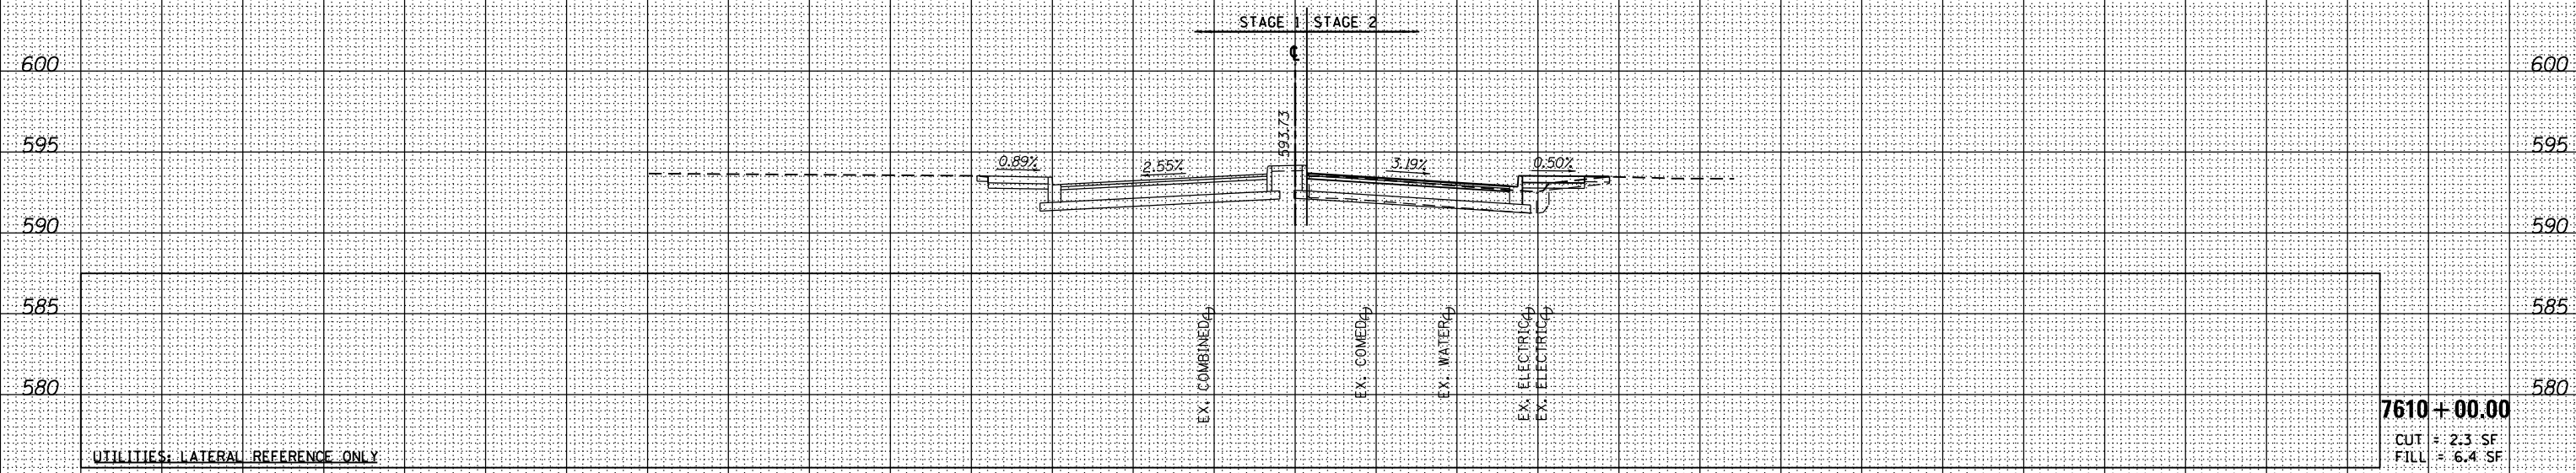 STAGE 1 STAGE 2
℄
600 600
593.73
595 595
0.89% 2.55% 3.19% 0.50%
590 590
585 585
EX. COMBINED
EX. COMED
EX. WATER
EX. ELECTRIC
EX. ELECTRIC
580 580
7610+00.00
CUT = 2.3 SF
FILL = 6.4 SF
UTILITIES: LATERAL REFERENCE ONLY